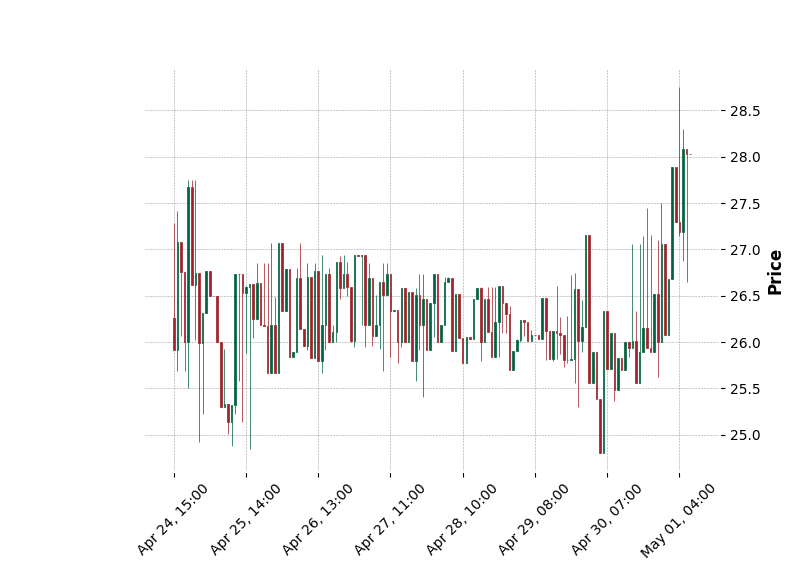 28.5
28.0
27.5
27.0
26.5
26.0
25.5
25.0
Price
Apr 24, 15:00
Apr 25, 14:00
Apr 26, 13:00
Apr 27, 11:00
Apr 28, 10:00
Apr 29, 08:00
Apr 30, 07:00
May 01, 04:00